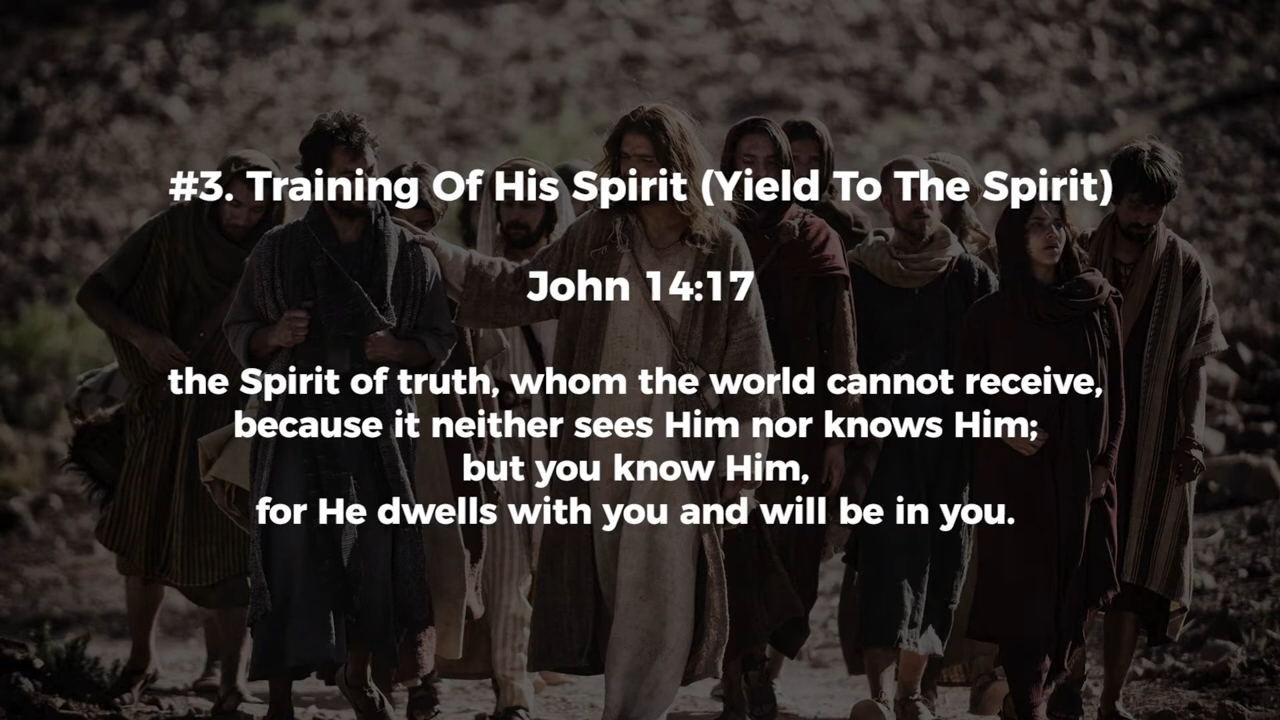 #3. Training Of His Spirit (Yield To The Spirit)
John 14:17
the Spirit of truth, whom the world cannot receive,
because it neither sees Him nor knows Him;
but you know Him,
for He dwells with you and will be in you.